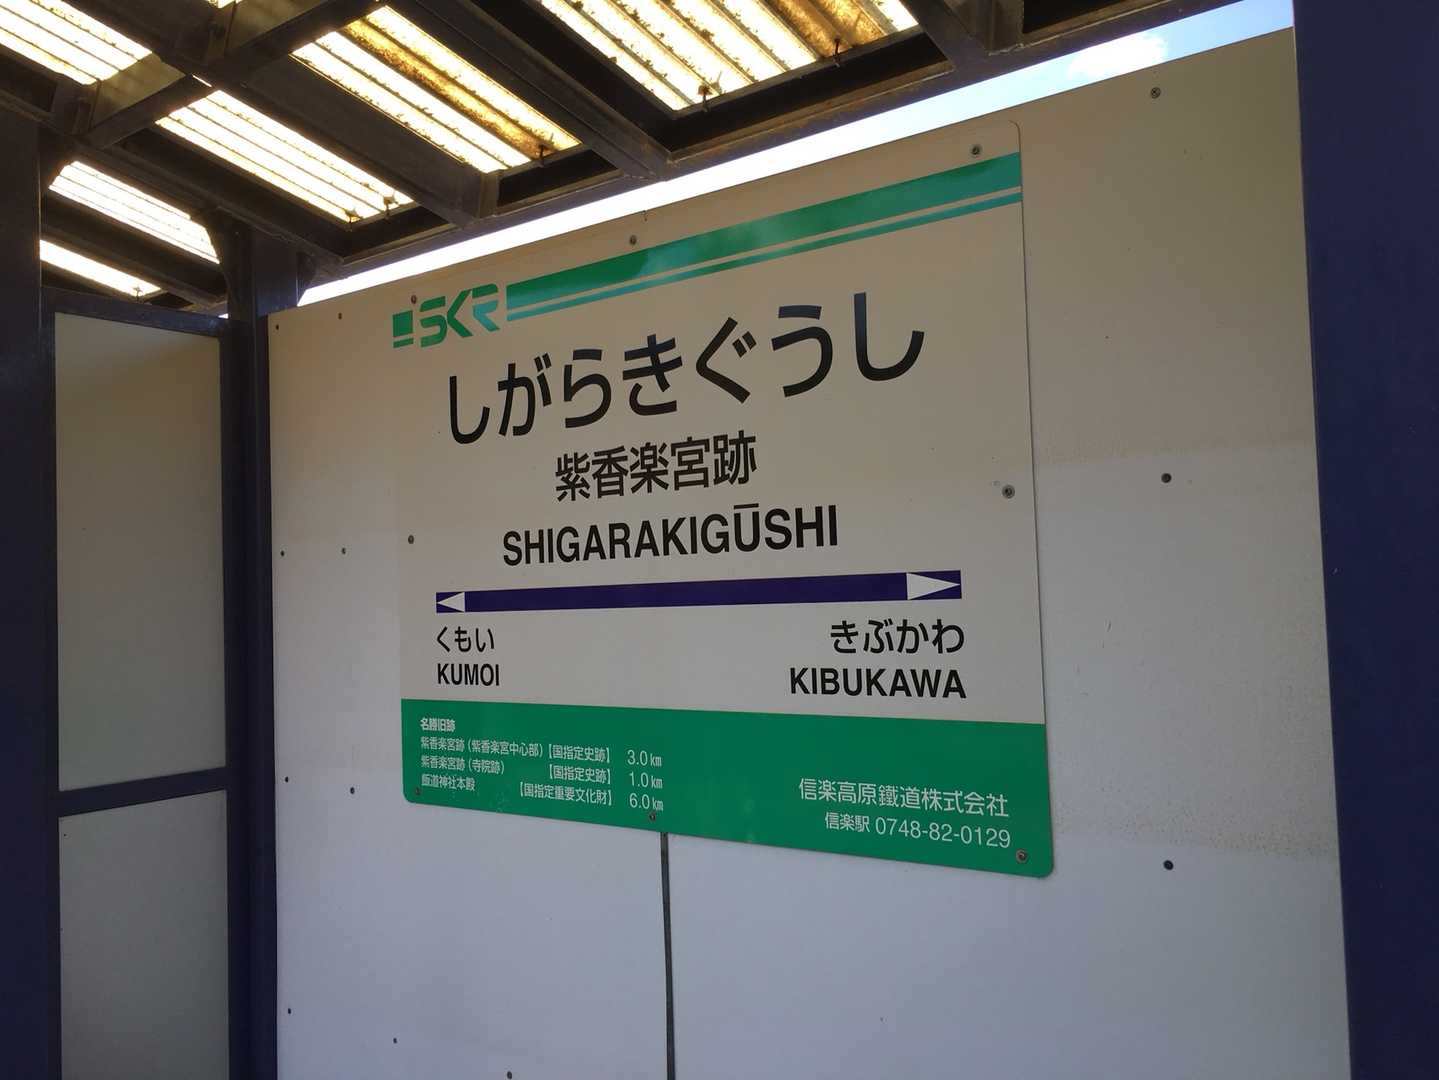 SKR
しがらきぐうし
紫香楽宮跡
SHIGARAKIGŪSHI
くもい
KUMOI
きぶかわ
KIBUKAWA
名勝旧跡
紫香楽宮跡(紫香楽宮中心部)【国指定史跡】 3.0㎞
紫香楽宮跡(寺院跡) 【国指定史跡】 1.0㎞
飯道神社本殿 【国指定重要文化財】 6.0㎞
信楽高原鐵道株式会社
信楽駅 0748-82-0129